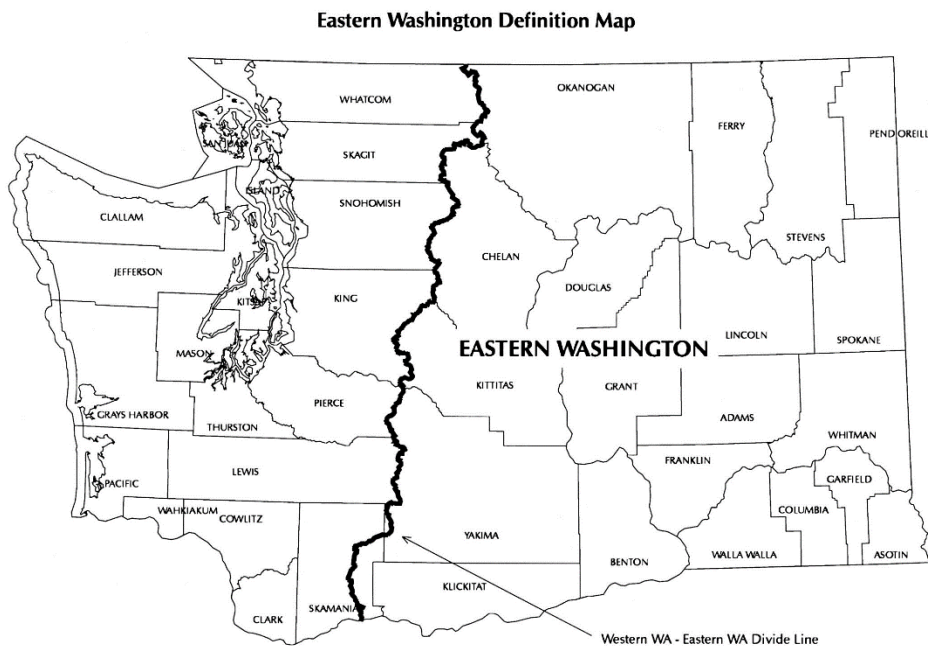 Eastern Washington Definition Map
WHATCOM
OKANOGAN
FERRY
PEND OREILL
SAN JUAN
SKAGIT
ISLAND
SNOHOMISH
CLALLAM
STEVENS
JEFFERSON
CHELAN
DOUGLAS
KITSAP
KING
LINCOLN
SPOKANE
EASTERN WASHINGTON
MASON
KITTITAS
GRANT
PIERCE
GRAYS HARBOR
THURSTON
ADAMS
WHITMAN
LEWIS
FRANKLIN
GARFIELD
PACIFIC
WAHKIAKUM
COWLITZ
COLUMBIA
YAKIMA
WALLA WALLA
ASOTIN
BENTON
KLICKITAT
SKAMANIA
CLARK
Western WA - Eastern WA Divide Line